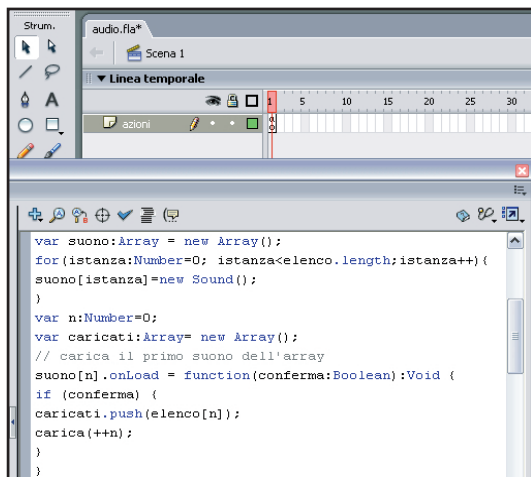 Strum.
audio.fla*
Scena 1
▼ Linea temporale
1 5 10 15 20 25 30
azioni
var suono:Array = new Array();
for(istanza:Number=0; istanza<elenco.length;istanza++){
suono[istanza]=new Sound();
}
var n:Number=0;
var caricati:Array= new Array();
// carica il primo suono dell'array
suono[n].onLoad = function(conferma:Boolean):Void {
if (conferma) {
caricati.push(elenco[n]);
carica(++n);
}
}